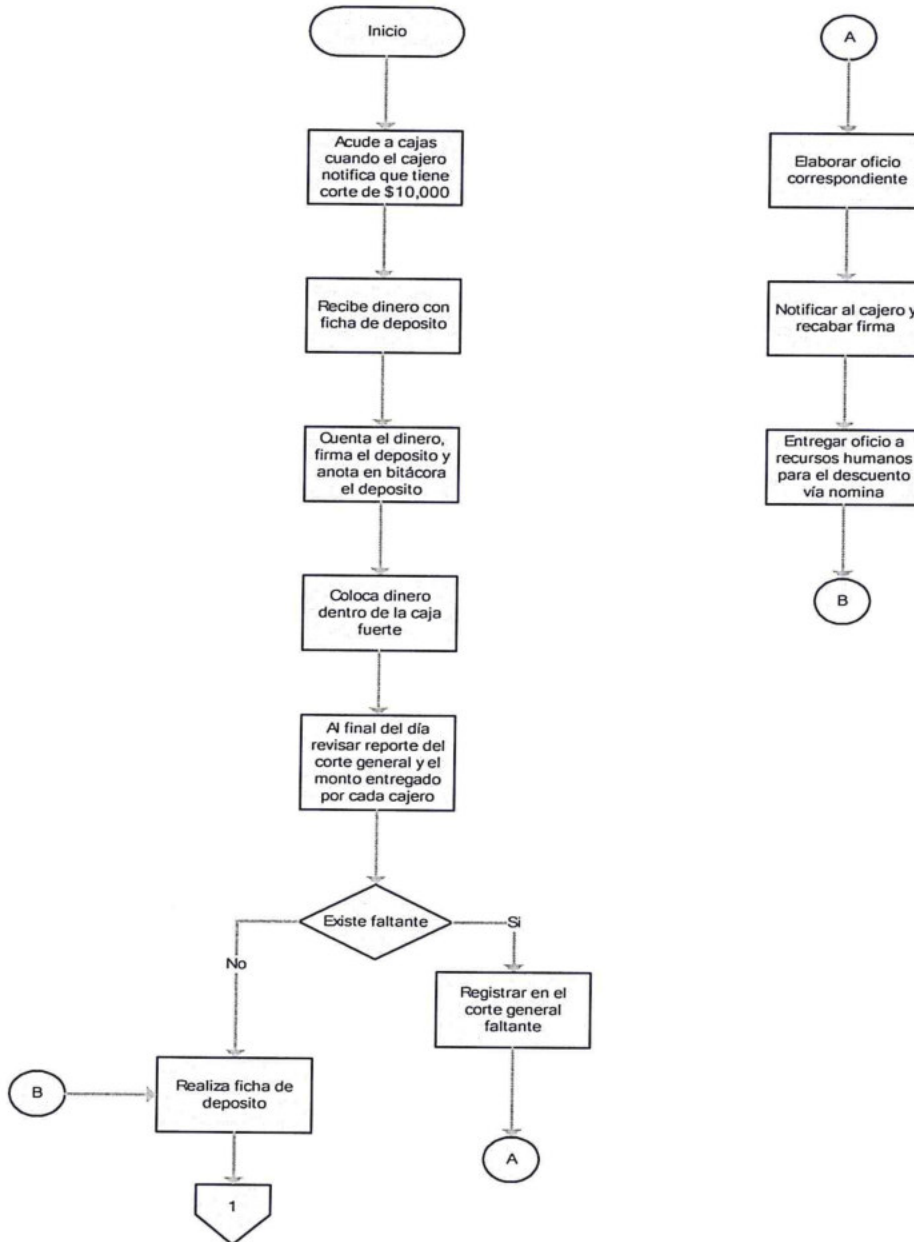 Inicio
Acude a cajas
cuando el cajero
notifica que tiene
corte de $10,000
Recibe dinero con
ficha de deposito
Cuenta el dinero,
firma el deposito y
anota en bitácora
el deposito
Coloca dinero
dentro de la caja
fuerte
Al final del día
revisar reporte del
corte general y el
monto entregado
por cada cajero
Existe faltante
No
Si
Registrar en el
corte general
faltante
A
B
Realiza ficha de
deposito
1
A
Elaborar oficio
correspondiente
Notificar al cajero y
recabar firma
Entregar oficio a
recursos humanos
para el descuento
vía nomina
B